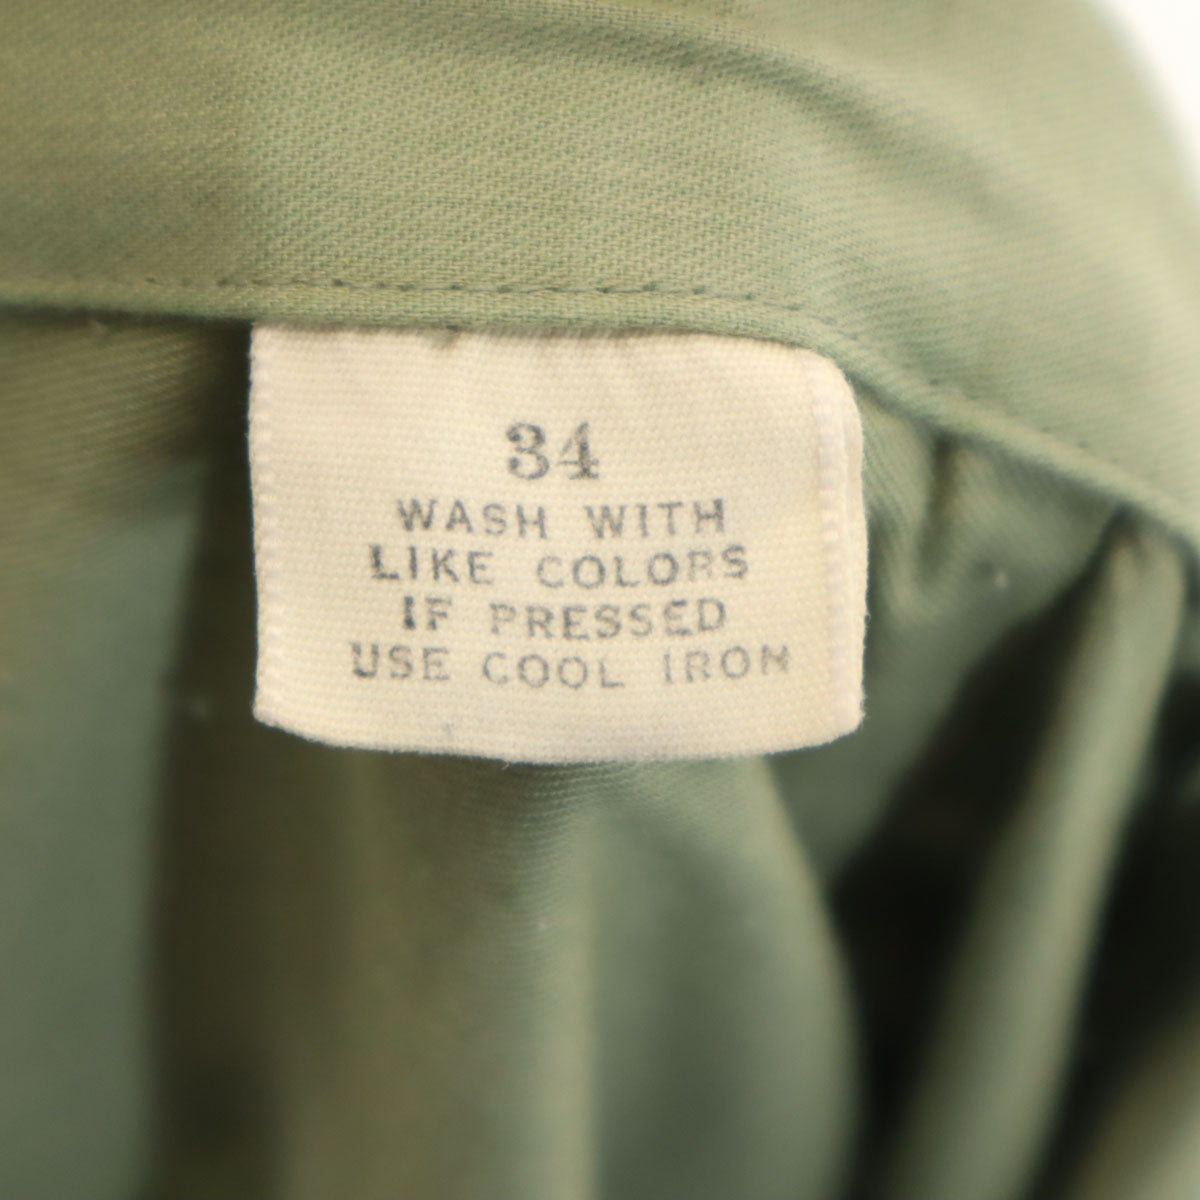 34
WASH WITH
LIKE COLORS
IF PRESSED
USE COOL IRON